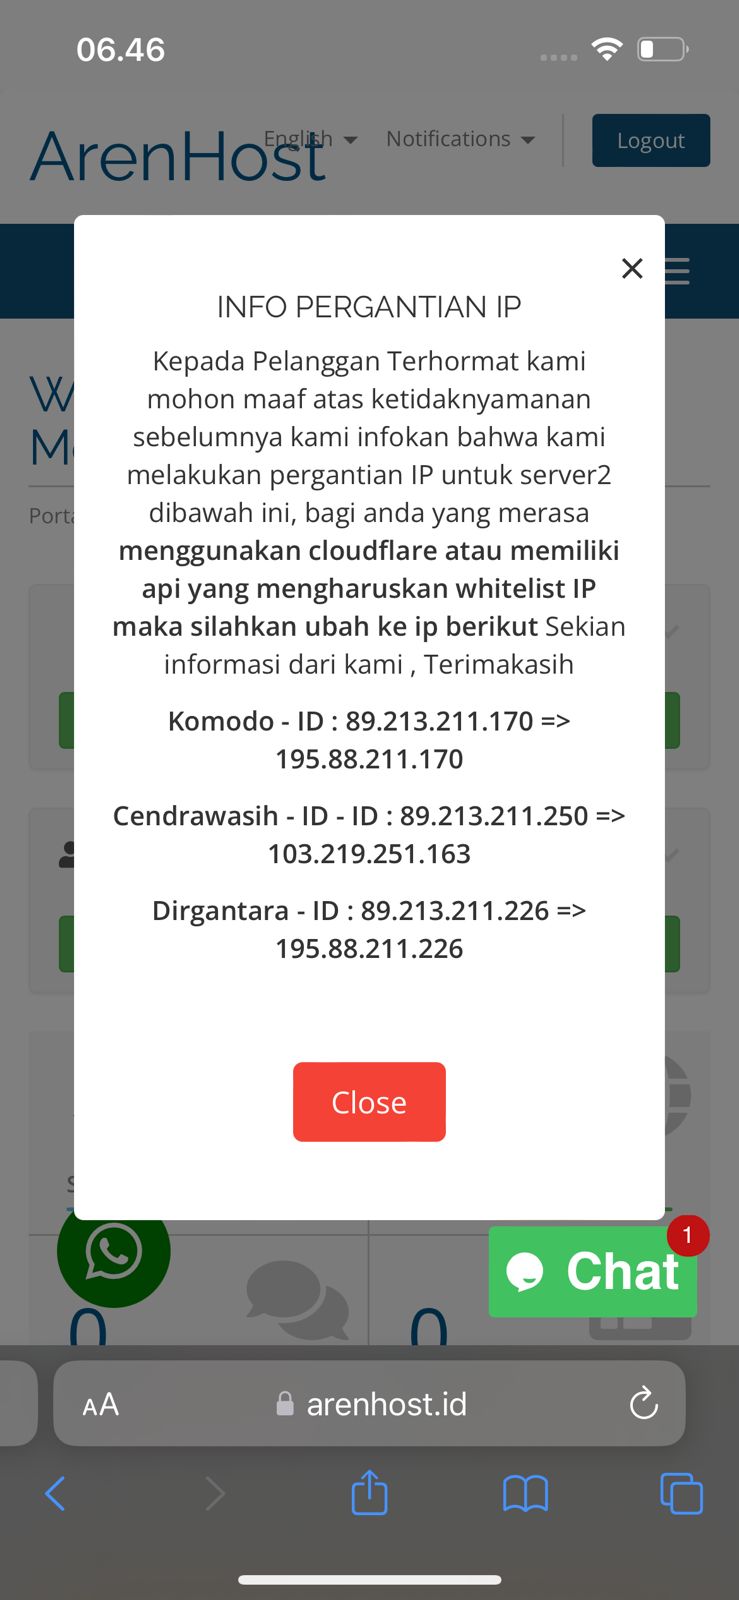 06.46
ArenHost
English
Notifications
Logout
INFO PERGANTIAN IP
Kepada Pelanggan Terhormat kami
mohon maaf atas ketidaknyamanan
sebelumnya kami infokan bahwa kami
melakukan pergantian IP untuk server2
dibawah ini, bagi anda yang merasa
menggunakan cloudflare atau memiliki
api yang mengharuskan whitelist IP
maka silahkan ubah ke ip berikut Sekian
informasi dari kami , Terimakasih
Komodo - ID : 89.213.211.170 =>
195.88.211.170
Cendrawasih - ID - ID : 89.213.211.250 =>
103.219.251.163
Dirgantara - ID : 89.213.211.226 =>
195.88.211.226
Close
1
Chat
0
0
AA
arenhost.id